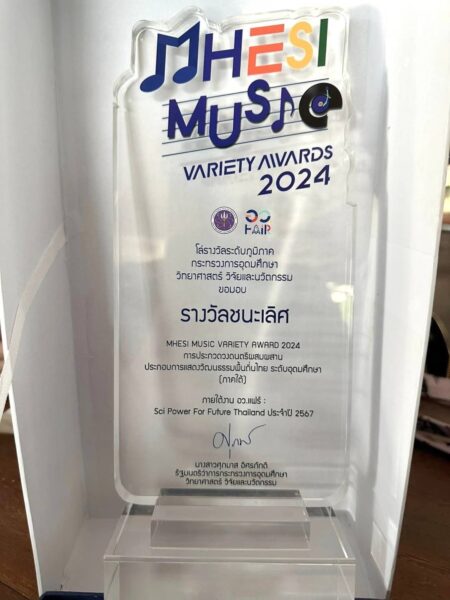 MHESI
MUSIC
VARIETY AWARDS
2024
FAIR
โล่รางวัลระดับภูมิภาค
กระทรวงการอุดมศึกษา
วิทยาศาสตร์ วิจัยและนวัตกรรม
ขอมอบ
รางวัลชนะเลิศ
MHESI MUSIC VARIETY AWARD 2024
การประกวดวงดนตรีผสมผสาน
ประกอบการแสดงวัฒนธรรมพื้นถิ่นไทย ระดับอุดมศึกษา
(ภาคใต้)
ภายใต้งาน อว.แฟร์ :
Sci Power For Future Thailand ประจำปี 2567
นางสาวศุภมาส อิศรภักดี
รัฐมนตรีว่าการกระทรวงการอุดมศึกษา
วิทยาศาสตร์ วิจัยและนวัตกรรม